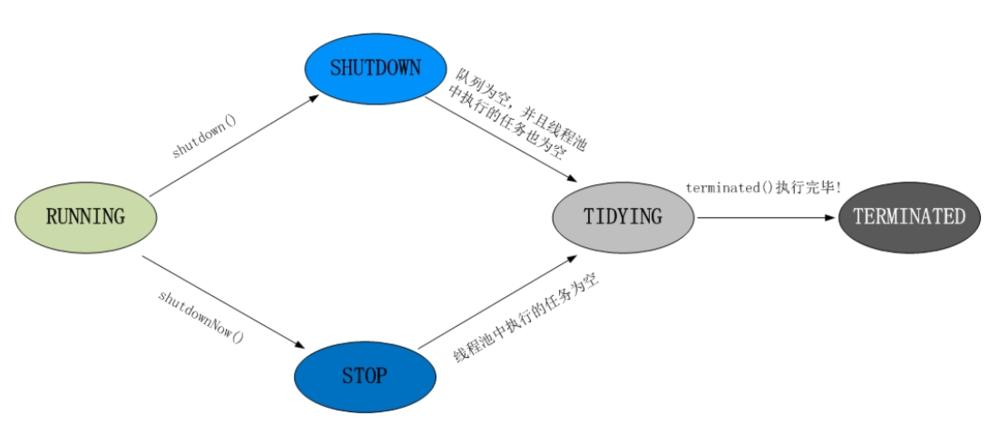 SHUTDOWN
队列为空，并且线程池
中执行的任务也为空
shutdown()
RUNNING
TIDYING
terminated()执行完毕!
TERMINATED
shutdownNow()
线程池中执行的任务为空
STOP